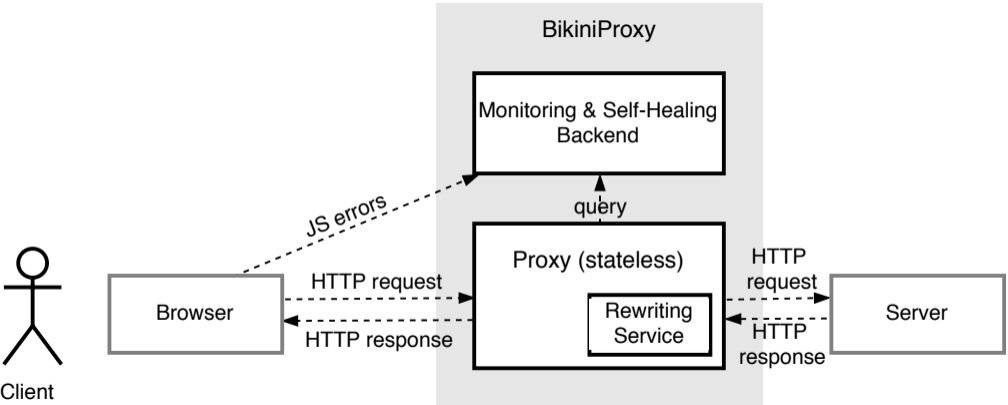 BikiniProxy
Monitoring & Self-Healing
Backend
JS errors
query
Proxy (stateless)
HTTP
request
HTTP request
Rewriting
Service
Browser
Server
HTTP response
HTTP
response
Client